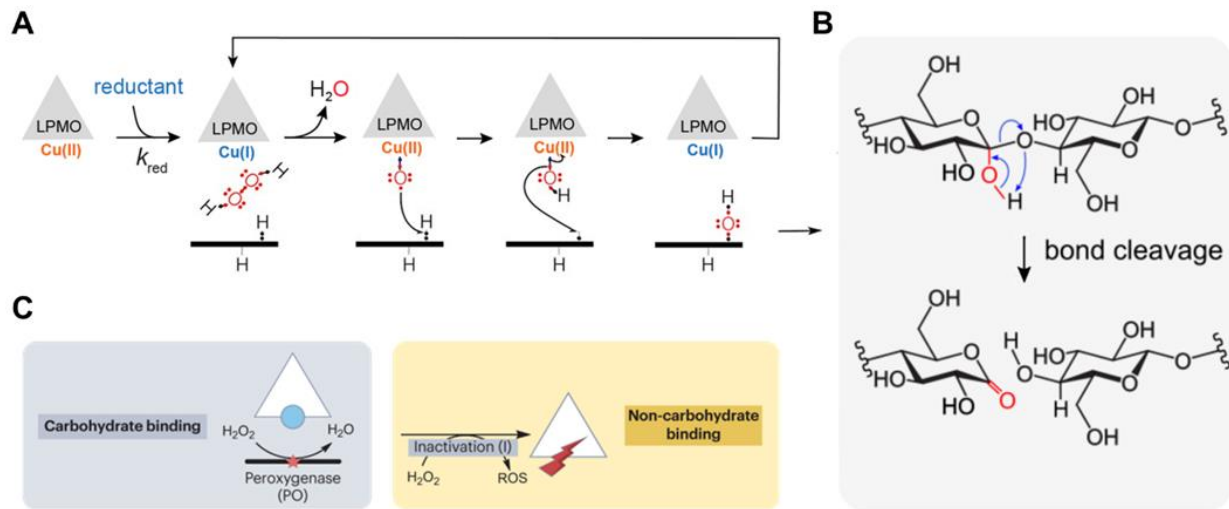 A
B
reductant
H₂O
LPMO
LPMO
LPMO
LPMO
LPMO
Cu(II)
k_red
Cu(I)
Cu(II)
Cu(II)
Cu(I)
H
O
O
H
H
H
O
H
H
O
H
H
H
O
H
H
OH
O
HO
HO
O
H
O
OH
HO
H
O
OH
O
bond cleavage
OH
O
HO
HO
O
H
O
OH
HO
H
O
OH
O
C
Carbohydrate binding
H₂O₂
H₂O
Peroxygenase
(PO)
Inactivation (I)
H₂O₂
ROS
Non-carbohydrate
binding